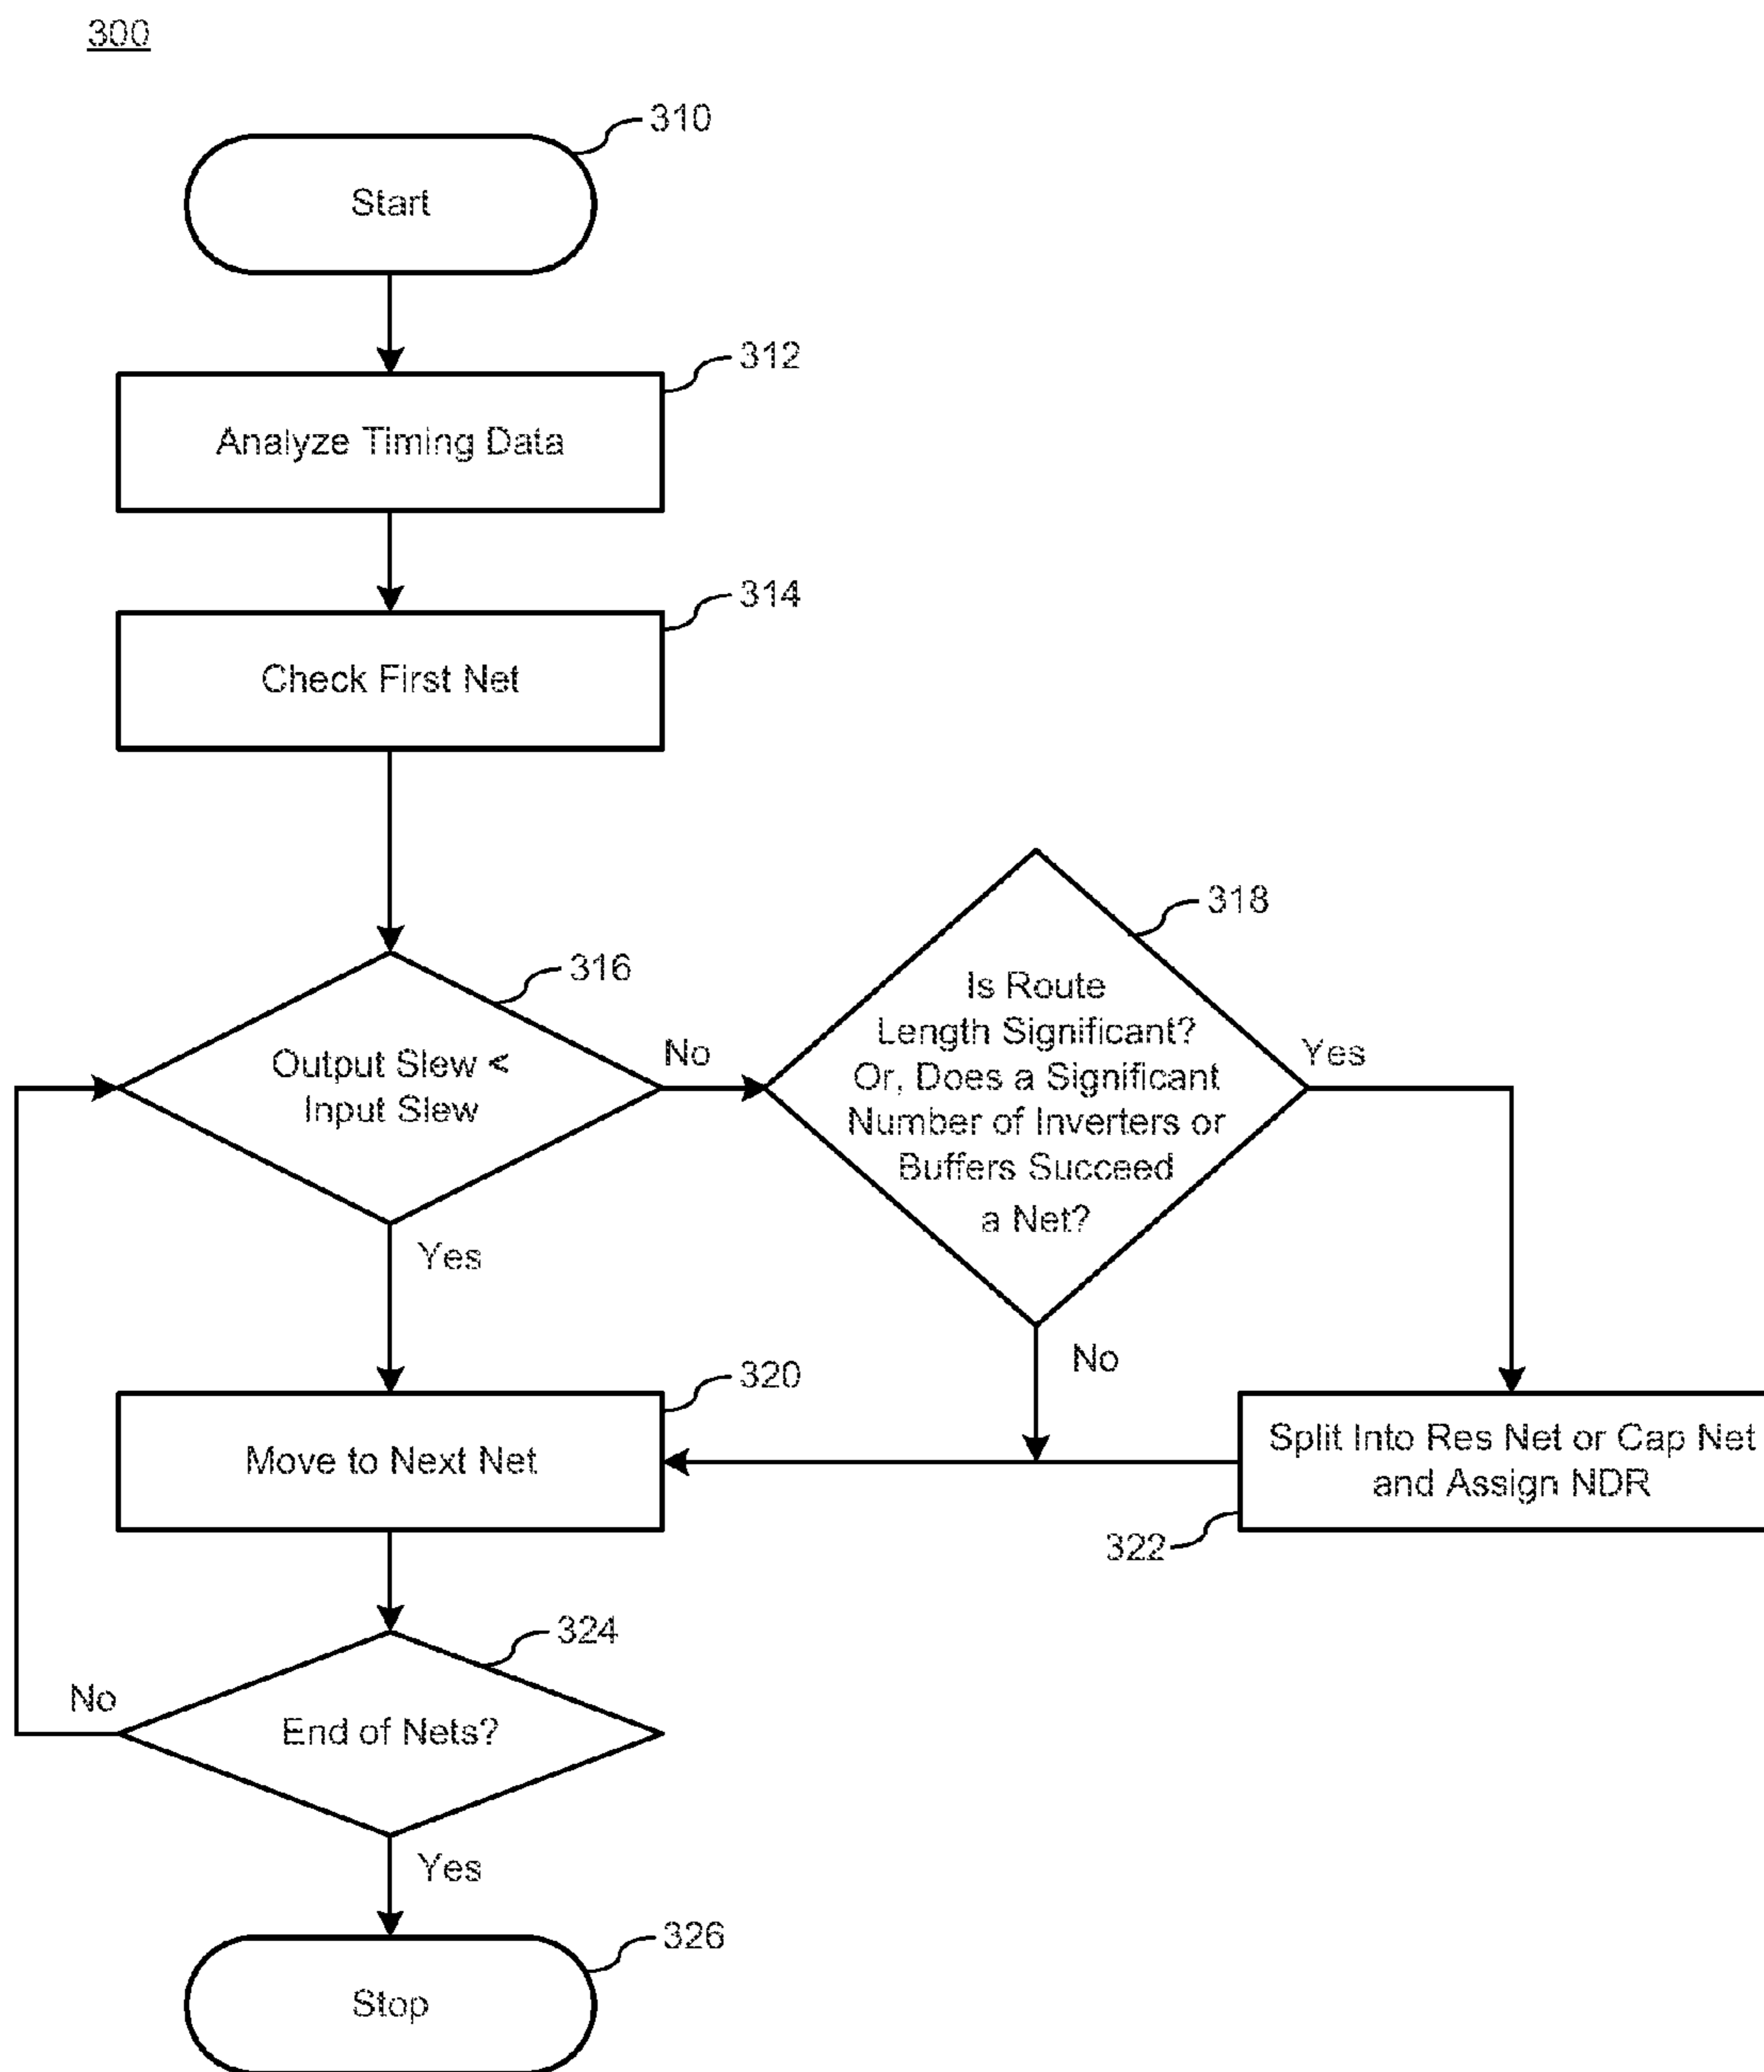 300
310
Start
312
Analyze Timing Data
314
Check First Net
316
Output Slew <
Input Slew
No
Yes
318
Is Route
Length Significant?
Or, Does a Significant
Number of Inverters or
Buffers Succeed
a Net?
Yes
No
320
Move to Next Net
Split Into Res Net or Cap Net
and Assign NDR
322
324
End of Nets?
No
Yes
326
Stop